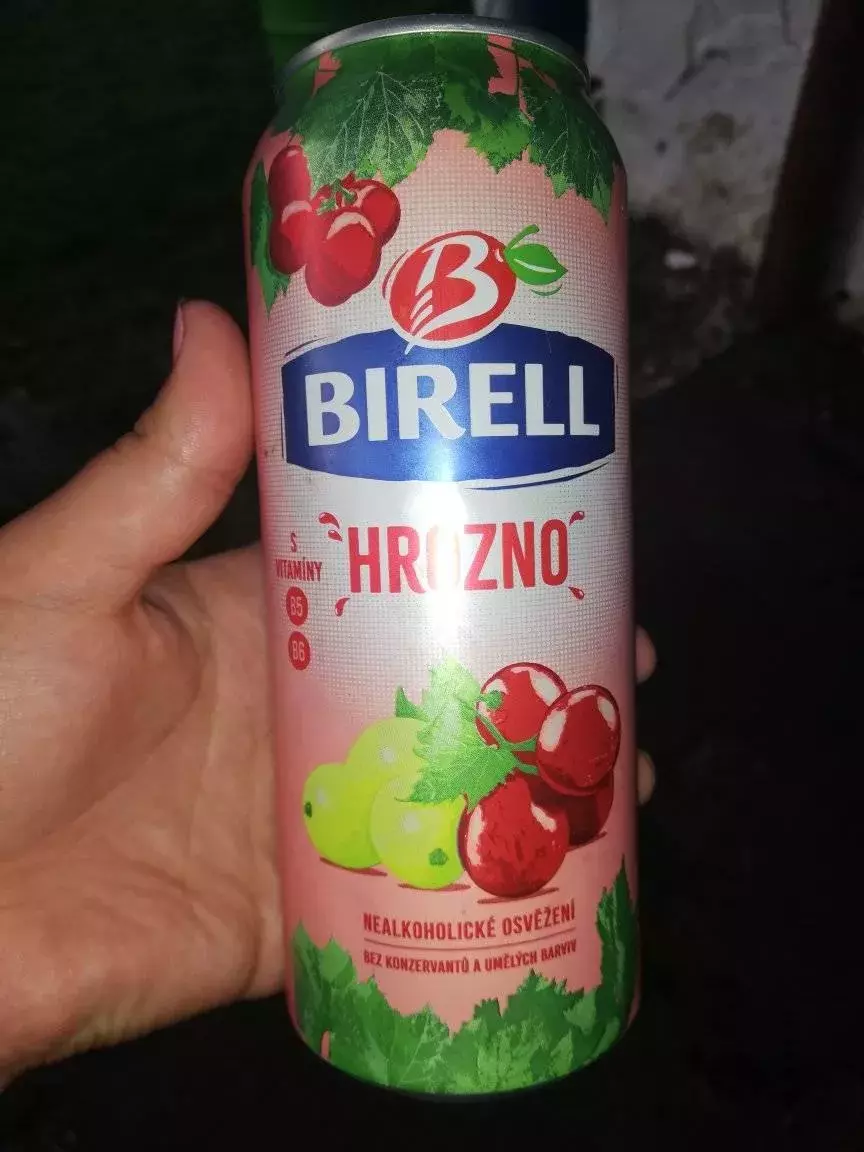 B
BIRELL
HROZNO
S
VITAMÍNY
B5
B6
NEALKOHOLICKÉ OSVĚŽENÍ
BEZ KONZERVANTŮ A UMĚLÝCH BARVIV